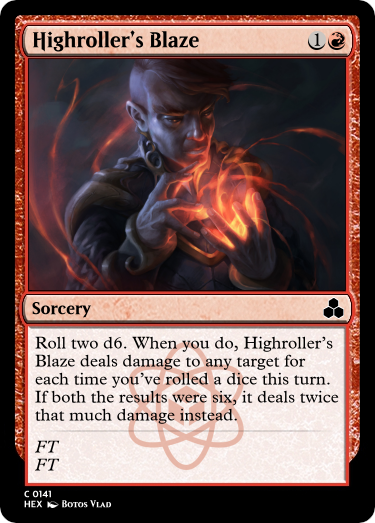 Highroller's Blaze 1
Sorcery
Roll two d6. When you do, Highroller's
Blaze deals damage to any target for
each time you've rolled a dice this turn.
If both the results were six, it deals twice
that much damage instead.
FT
FT
C 0141
HEX Botos Vlad